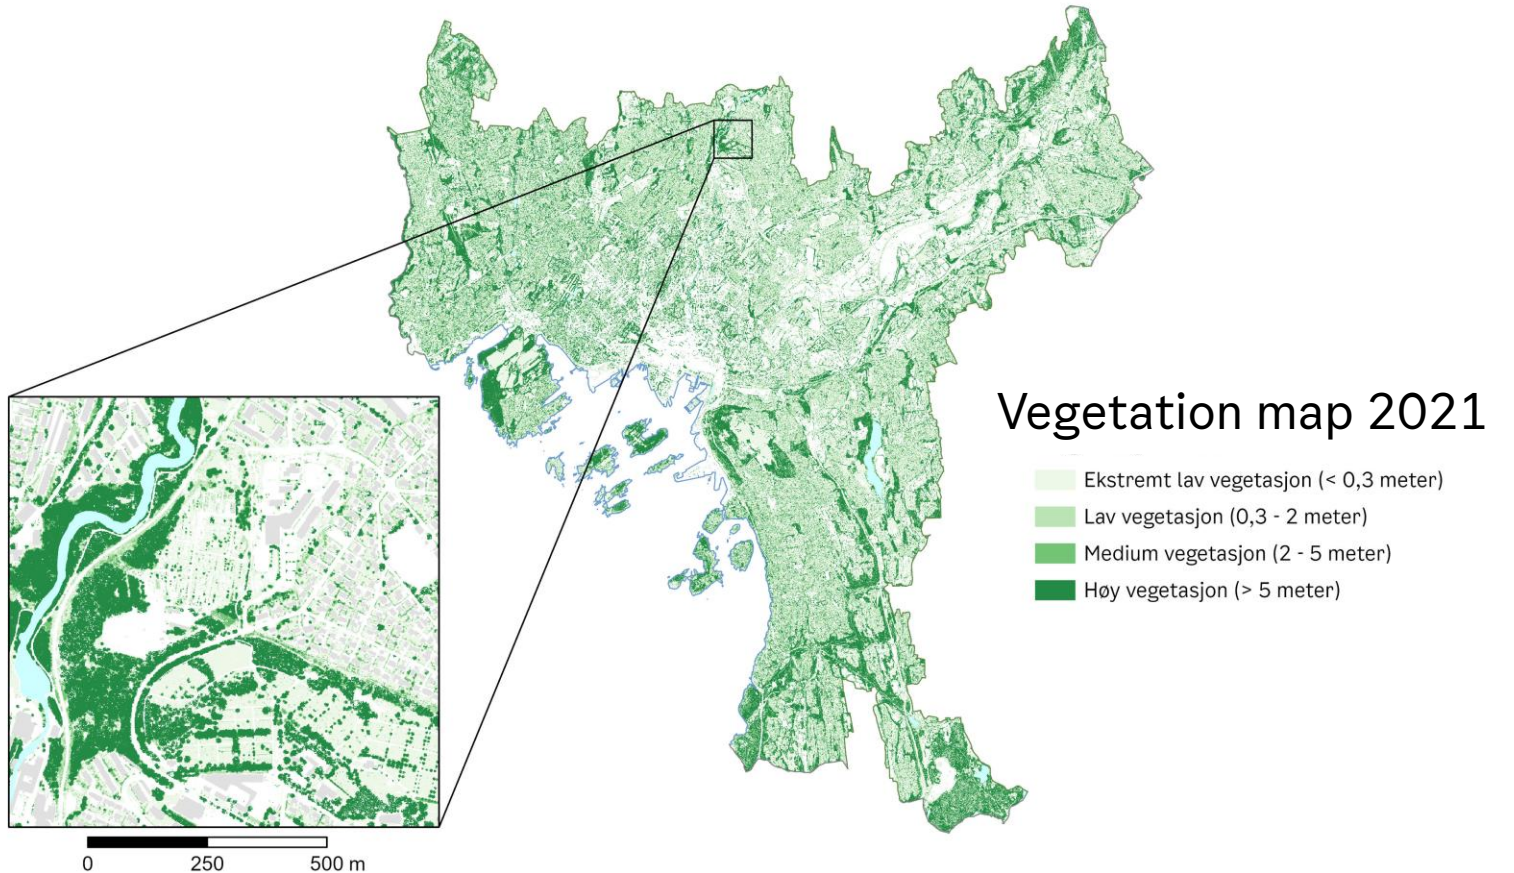 Vegetation map 2021
Ekstremt lav vegetasjon (< 0,3 meter)
Lav vegetasjon (0,3 - 2 meter)
Medium vegetasjon (2 - 5 meter)
Høy vegetasjon (> 5 meter)
0 250 500 m